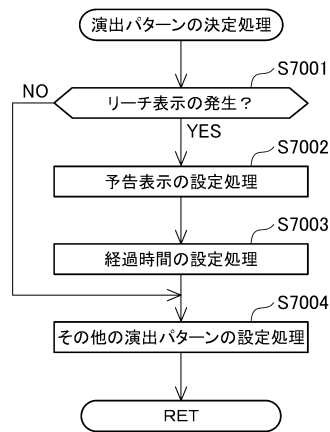 演出パターンの決定処理
S7001
NO
リーチ表示の発生？
YES
S7002
予告表示の設定処理
S7003
経過時間の設定処理
S7004
その他の演出パターンの設定処理
RET